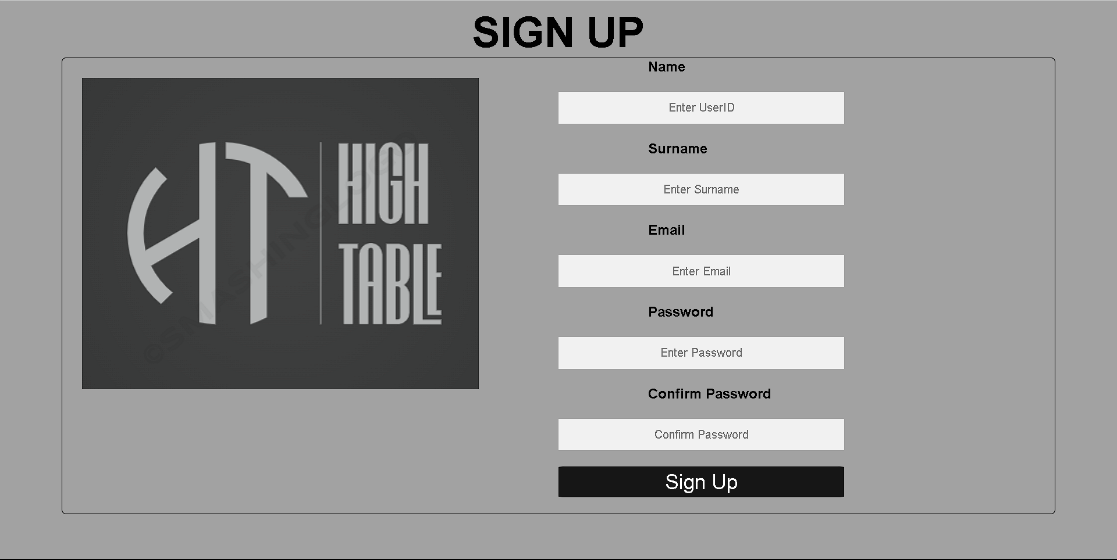 SIGN UP
HT
HIGH
TABLE
Name
Enter UserID
Surname
Enter Surname
Email
Enter Email
Password
Enter Password
Confirm Password
Confirm Password
Sign Up